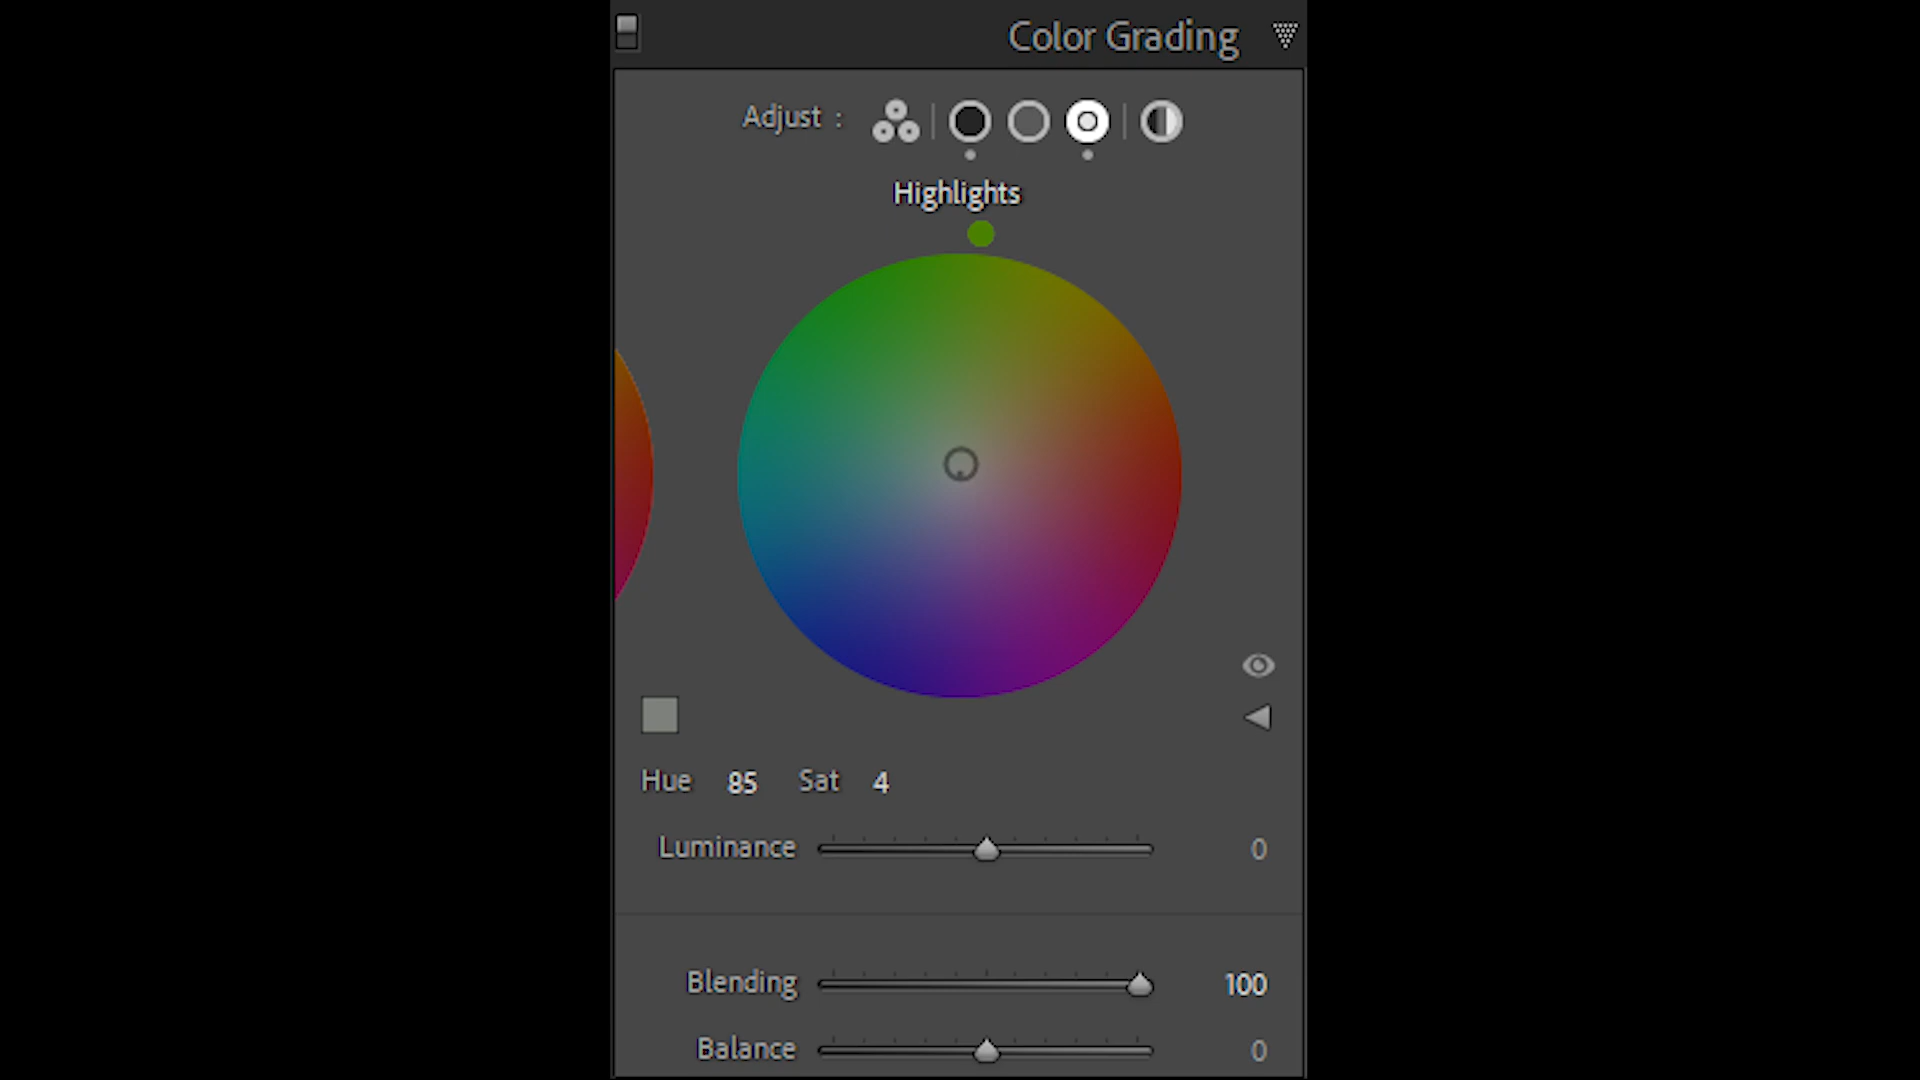 Color Grading
Adjust :
Highlights
Hue 85 Sat 4
Luminance 0
Blending 100
Balance 0